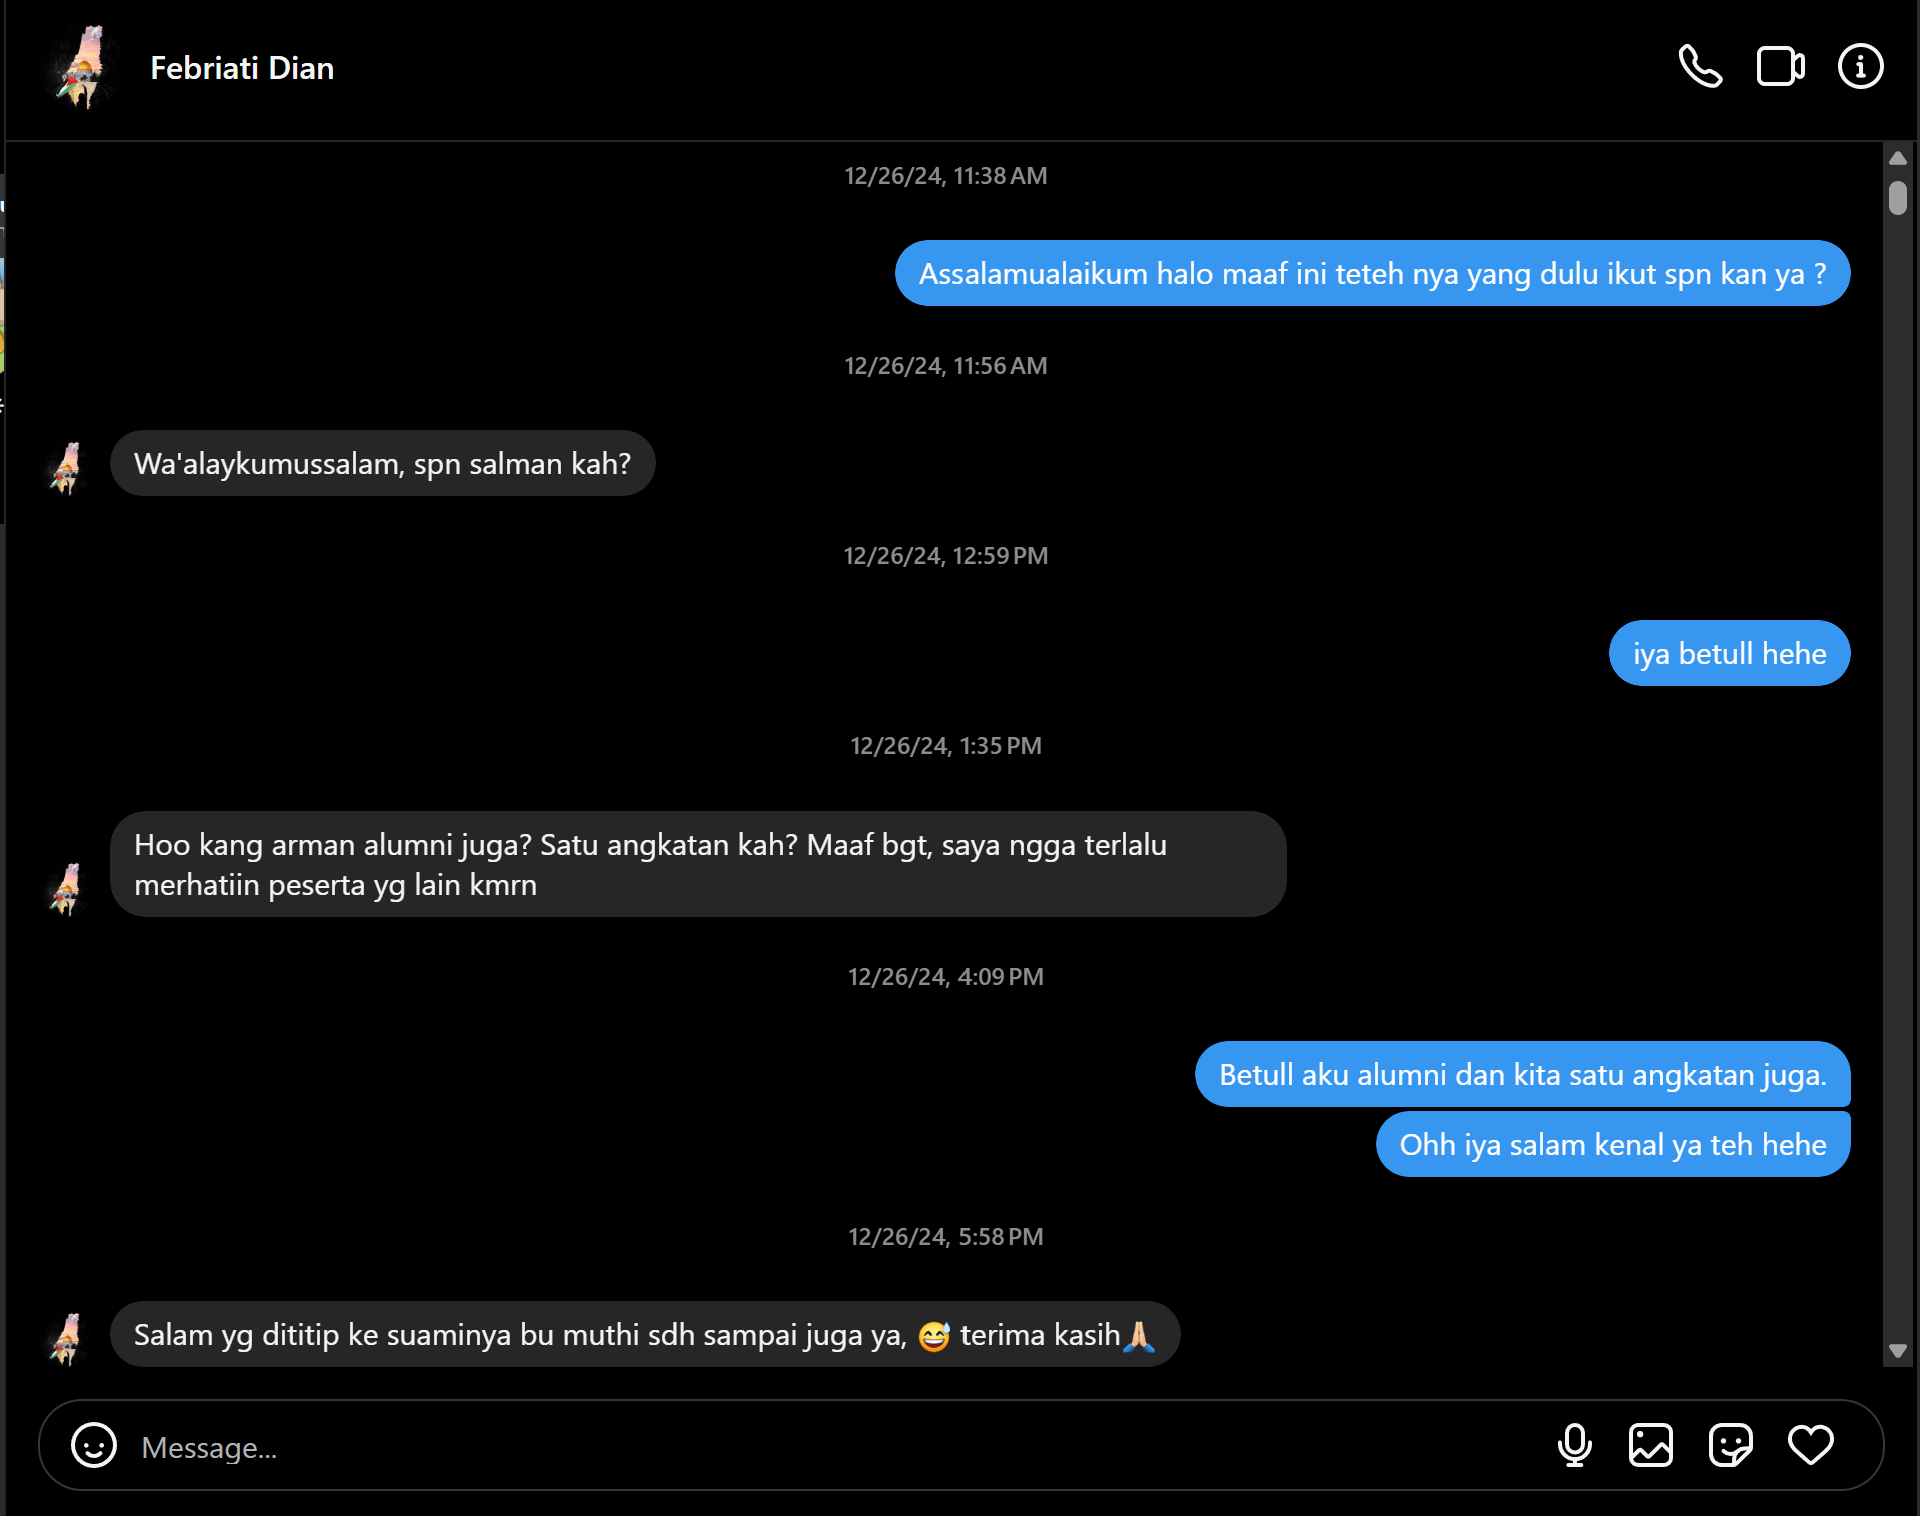 Febriati Dian
12/26/24, 11:38 AM
Assalamualaikum halo maaf ini teteh nya yang dulu ikut spn kan ya ?
12/26/24, 11:56 AM
Wa'alaykumussalam, spn salman kah?
12/26/24, 12:59 PM
iya betull hehe
12/26/24, 1:35 PM
Hoo kang arman alumni juga? Satu angkatan kah? Maaf bgt, saya ngga terlalu
merhatiin peserta yg lain kmrn
12/26/24, 4:09 PM
Betull aku alumni dan kita satu angkatan juga.
Ohh iya salam kenal ya teh hehe
12/26/24, 5:58 PM
Salam yg dititip ke suaminya bu muthi sdh sampai juga ya, 😅 terima kasih🙏🏻
Message...